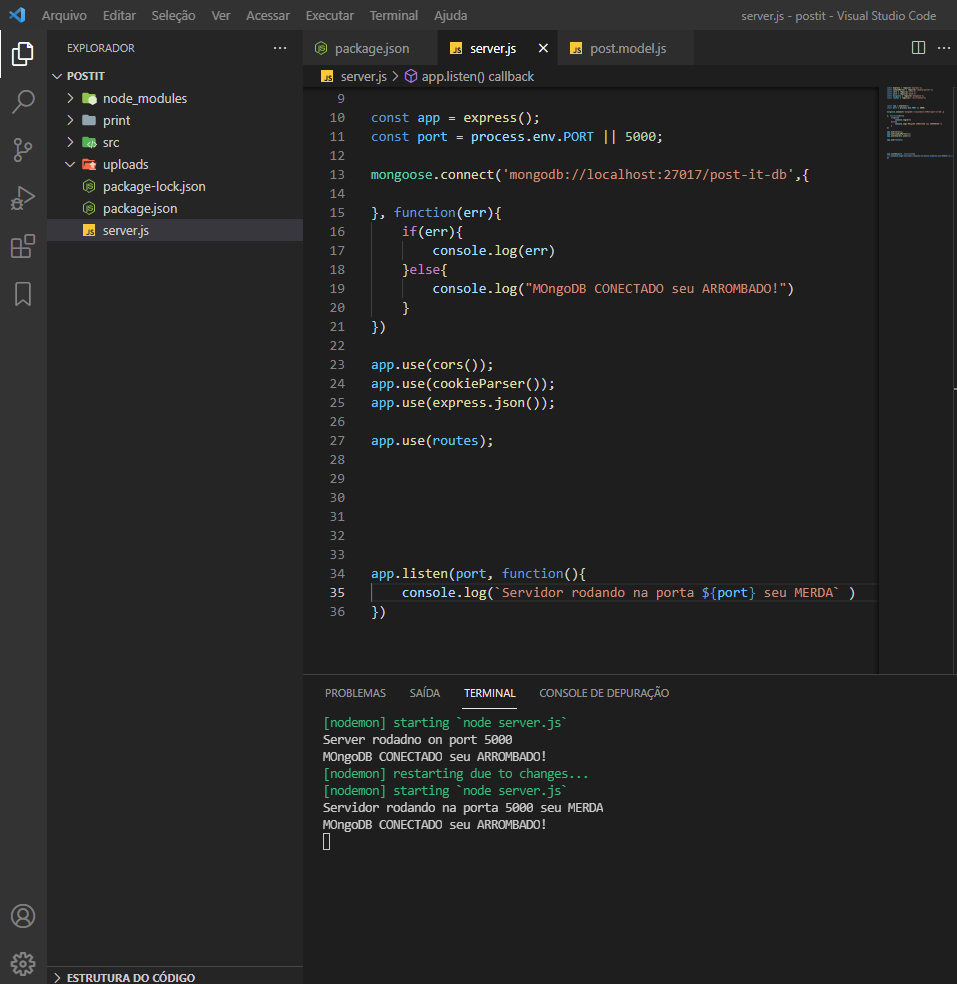 Arquivo Editar Seleção Ver Acessar Executar Terminal Ajuda server.js - postit - Visual Studio Code
EXPLORADOR
POSTIT
node_modules
print
src
uploads
package-lock.json
package.json
server.js
ESTRUTURA DO CÓDIGO
package.json server.js post.model.js
server.js > app.listen() callback
9
10 const app = express();
11 const port = process.env.PORT || 5000;
12
13 mongoose.connect('mongodb://localhost:27017/post-it-db',{
14
15 }, function(err){
16 if(err){
17 console.log(err)
18 }else{
19 console.log("MOngoDB CONECTADO seu ARROMBADO!")
20 }
21 })
22
23 app.use(cors());
24 app.use(cookieParser());
25 app.use(express.json());
26
27 app.use(routes);
28
29
30
31
32
33
34 app.listen(port, function(){
35 console.log(`Servidor rodando na porta ${port} seu MERDA` )
36 })
PROBLEMAS SAÍDA TERMINAL CONSOLE DE DEPURAÇÃO
[nodemon] starting `node server.js`
Server rodadno on port 5000
MOngoDB CONECTADO seu ARROMBADO!
[nodemon] restarting due to changes...
[nodemon] starting `node server.js`
Servidor rodando na porta 5000 seu MERDA
MOngoDB CONECTADO seu ARROMBADO!